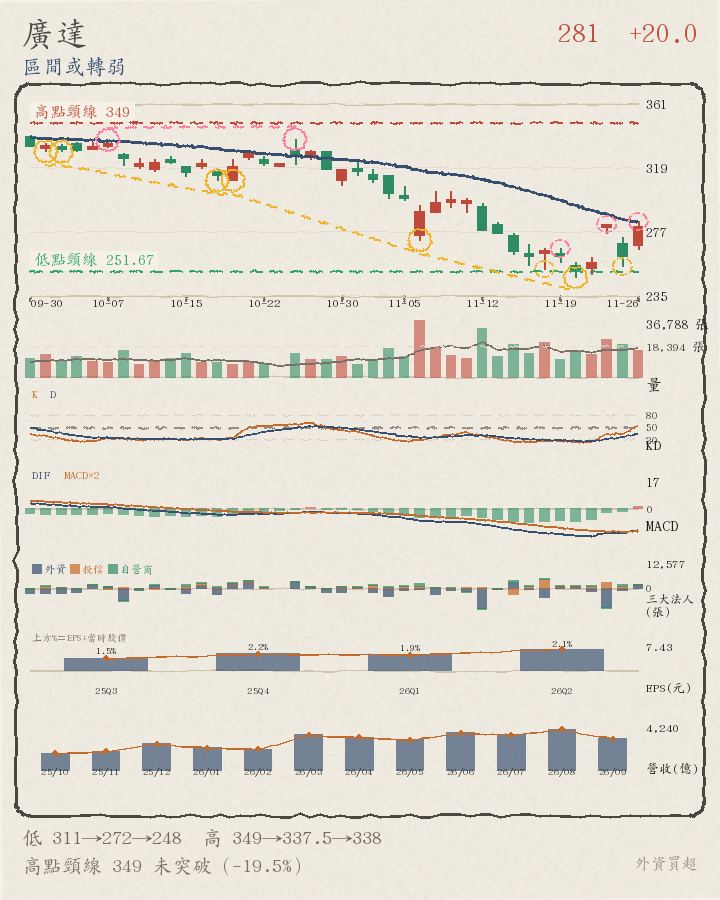 廣達
281 +20.0
區間或轉弱
高點頸線 349
361
319
277
低點頸線 251.67
235
09-30 10-07 10-15 10-22 10-30 11-05 11-12 11-19 11-26
36,788 張
18,394 張
量
K D
80
50
20
KD
DIF MACD×2
17
0
MACD
外資 投信 自營商
12,577
0
三大法人
(張)
上方%=EPS÷當時股價
7.43
1.5% 2.2% 1.9% 2.1%
25Q3 25Q4 26Q1 26Q2
EPS(元)
4,240
25/10 25/11 25/12 26/01 26/02 26/03 26/04 26/05 26/06 26/07 26/08 26/09
營收(億)
低 311→272→248 高 349→337.5→338
高點頸線 349 未突破 (-19.5%)
外資買超